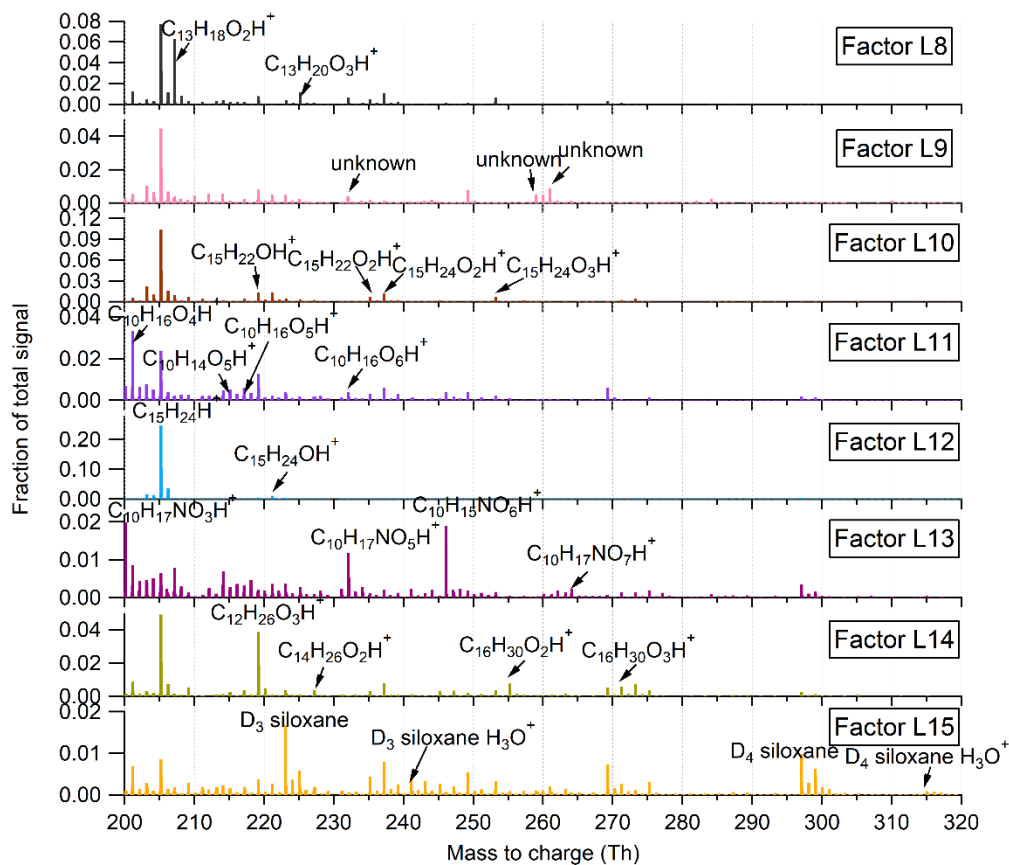 Fraction of total signal
0.08
0.06
0.04
0.02
0.00
C₁₃H₁₈O₂H⁺
C₁₃H₂₀O₃H⁺
Factor L8
0.04
0.02
0.00
unknown
unknown
unknown
Factor L9
0.12
0.09
0.06
0.03
0.00
C₁₅H₂₂OH⁺
C₁₅H₂₂O₂H⁺
C₁₅H₂₄O₂H⁺
C₁₅H₂₄O₃H⁺
Factor L10
0.04
0.02
0.00
C₁₀H₁₆O₄H⁺
C₁₀H₁₄O₅H⁺
C₁₀H₁₆O₅H⁺
C₁₀H₁₆O₆H⁺
Factor L11
0.20
0.10
0.00
C₁₅H₂₄H⁺
C₁₅H₂₄OH⁺
Factor L12
0.02
0.01
0.00
C₁₀H₁₇NO₃H⁺
C₁₀H₁₇NO₅H⁺
C₁₀H₁₅NO₆H⁺
C₁₀H₁₇NO₇H⁺
Factor L13
0.04
0.02
0.00
C₁₂H₂₆O₃H⁺
C₁₄H₂₆O₂H⁺
C₁₆H₃₀O₂H⁺
C₁₆H₃₀O₃H⁺
Factor L14
0.02
0.01
0.00
D₃ siloxane
D₃ siloxane H₃O⁺
D₄ siloxane
D₄ siloxane H₃O⁺
Factor L15
200 210 220 230 240 250 260 270 280 290 300 310 320
Mass to charge (Th)